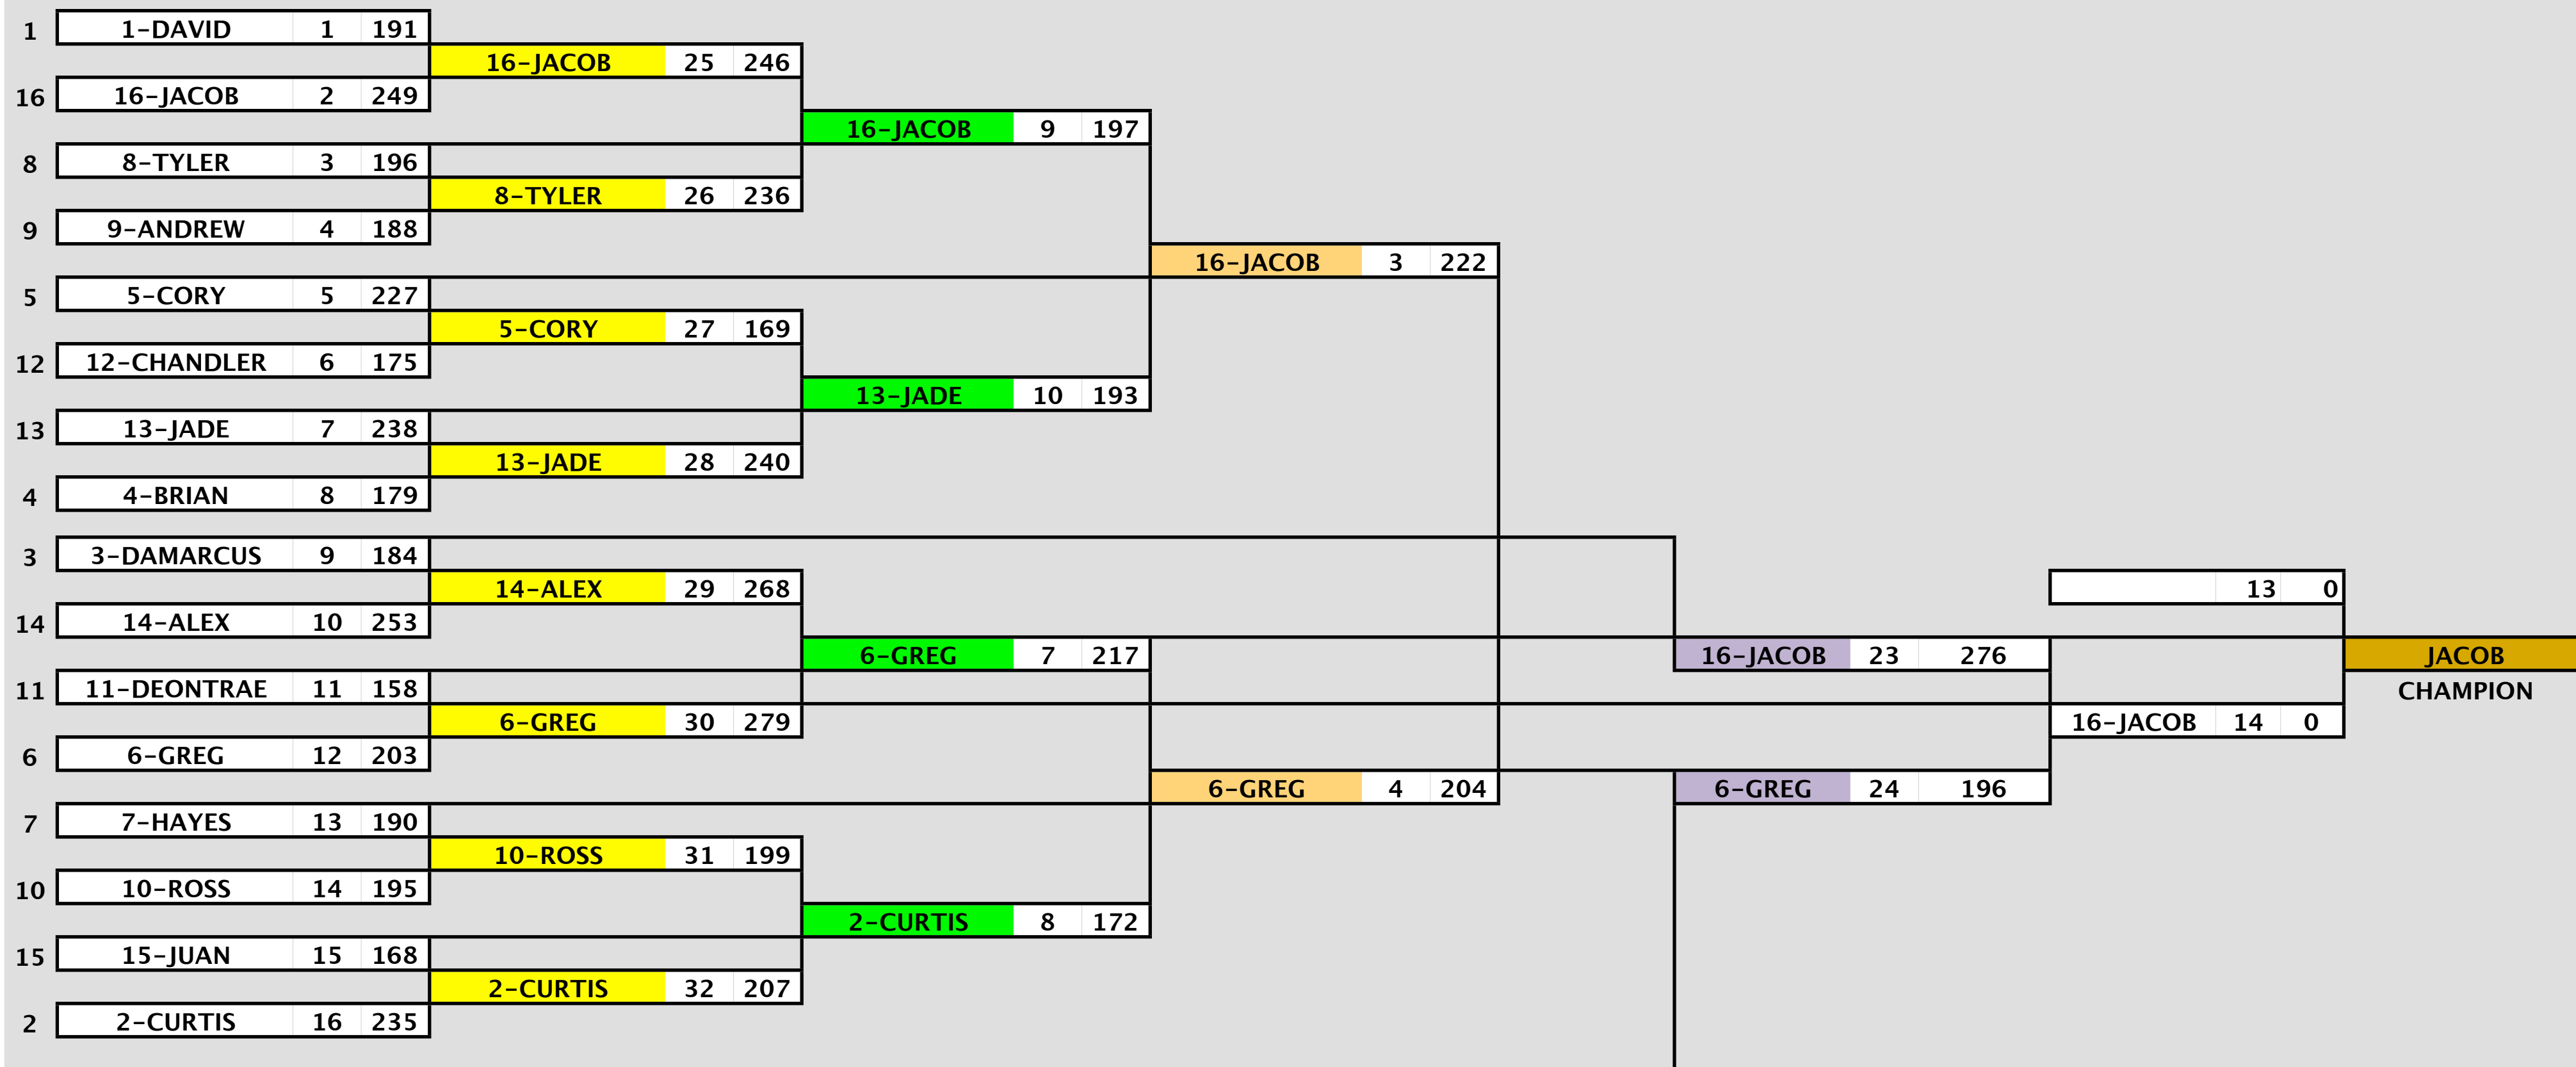 1 1-DAVID 1 191
16-JACOB 25 246
16 16-JACOB 2 249
16-JACOB 9 197
8 8-TYLER 3 196
8-TYLER 26 236
9 9-ANDREW 4 188
16-JACOB 3 222
5 5-CORY 5 227
5-CORY 27 169
12 12-CHANDLER 6 175
13-JADE 10 193
13 13-JADE 7 238
13-JADE 28 240
4 4-BRIAN 8 179
3 3-DAMARCUS 9 184
14-ALEX 29 268 13 0
14 14-ALEX 10 253
6-GREG 7 217 16-JACOB 23 276 JACOB
11 11-DEONTRAE 11 158 CHAMPION
6-GREG 30 279 16-JACOB 14 0
6 6-GREG 12 203
6-GREG 4 204 6-GREG 24 196
7 7-HAYES 13 190
10-ROSS 31 199
10 10-ROSS 14 195
2-CURTIS 8 172
15 15-JUAN 15 168
2-CURTIS 32 207
2 2-CURTIS 16 235